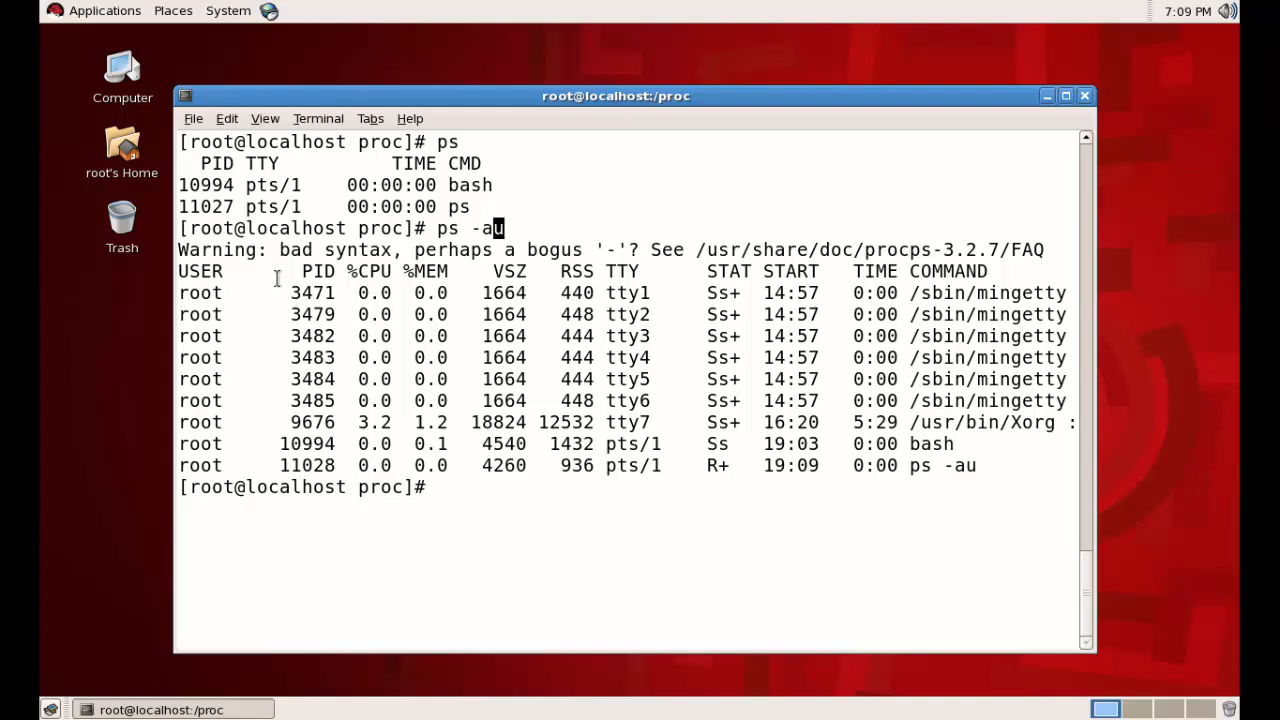 Applications Places System 7:09 PM
Computer
root's Home
Trash
root@localhost:/proc
File Edit View Terminal Tabs Help
[root@localhost proc]# ps
  PID TTY          TIME CMD
10994 pts/1    00:00:00 bash
11027 pts/1    00:00:00 ps
[root@localhost proc]# ps -au
Warning: bad syntax, perhaps a bogus '-'? See /usr/share/doc/procps-3.2.7/FAQ
USER       PID %CPU %MEM    VSZ   RSS TTY      STAT START   TIME COMMAND
root      3471  0.0  0.0   1664   440 tty1     Ss+  14:57   0:00 /sbin/mingetty
root      3479  0.0  0.0   1664   448 tty2     Ss+  14:57   0:00 /sbin/mingetty
root      3482  0.0  0.0   1664   444 tty3     Ss+  14:57   0:00 /sbin/mingetty
root      3483  0.0  0.0   1664   444 tty4     Ss+  14:57   0:00 /sbin/mingetty
root      3484  0.0  0.0   1664   444 tty5     Ss+  14:57   0:00 /sbin/mingetty
root      3485  0.0  0.0   1664   448 tty6     Ss+  14:57   0:00 /sbin/mingetty
root      9676  3.2  1.2  18824 12532 tty7     Ss+  16:20   5:29 /usr/bin/Xorg :
root     10994  0.0  0.1   4540  1432 pts/1    Ss   19:03   0:00 bash
root     11028  0.0  0.0   4260   936 pts/1    R+   19:09   0:00 ps -au
[root@localhost proc]#
root@localhost:/proc